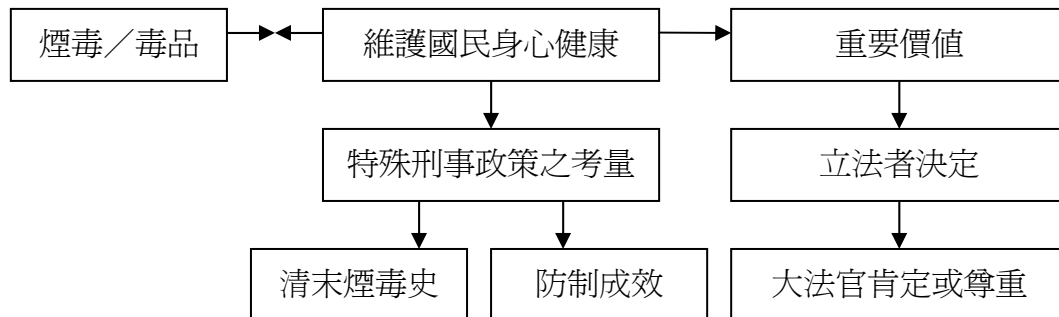 煙毒／毒品
維護國民身心健康
重要價值
特殊刑事政策之考量
立法者決定
清末煙毒史
防制成效
大法官肯定或尊重